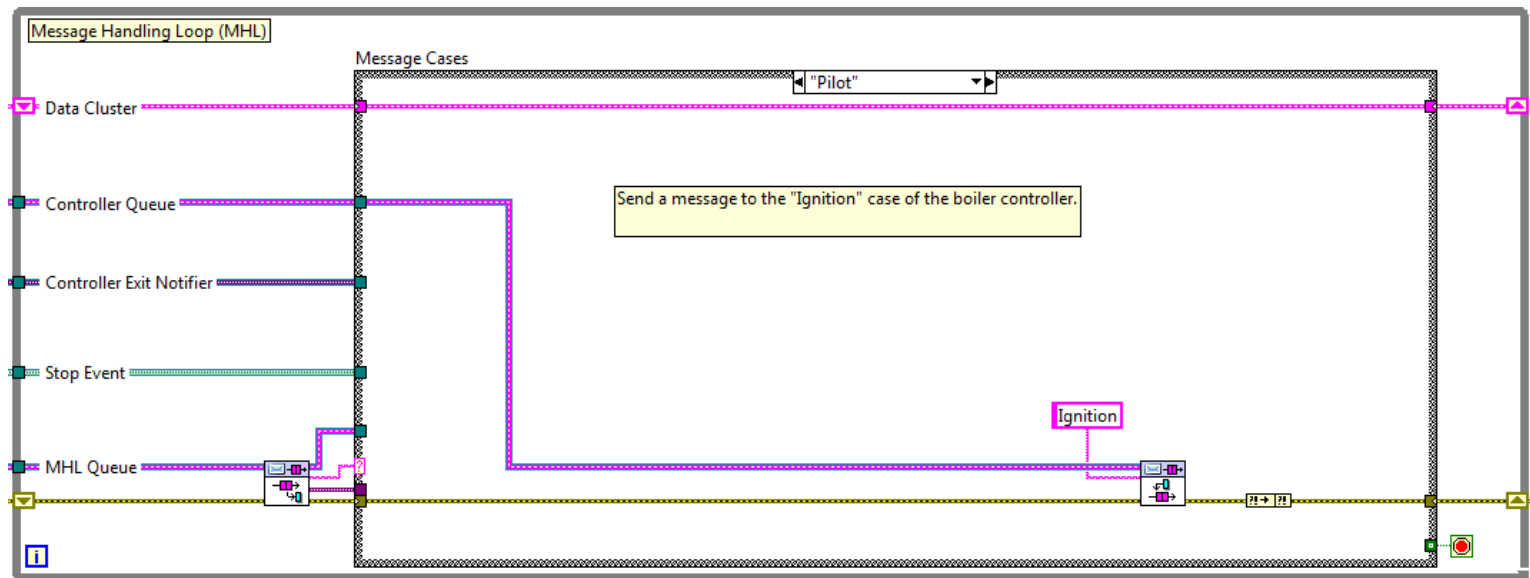 Message Handling Loop (MHL)
Message Cases
"Pilot"
Data Cluster
Controller Queue
Send a message to the "Ignition" case of the boiler controller.
Controller Exit Notifier
Stop Event
Ignition
MHL Queue
?
?! ?!
i